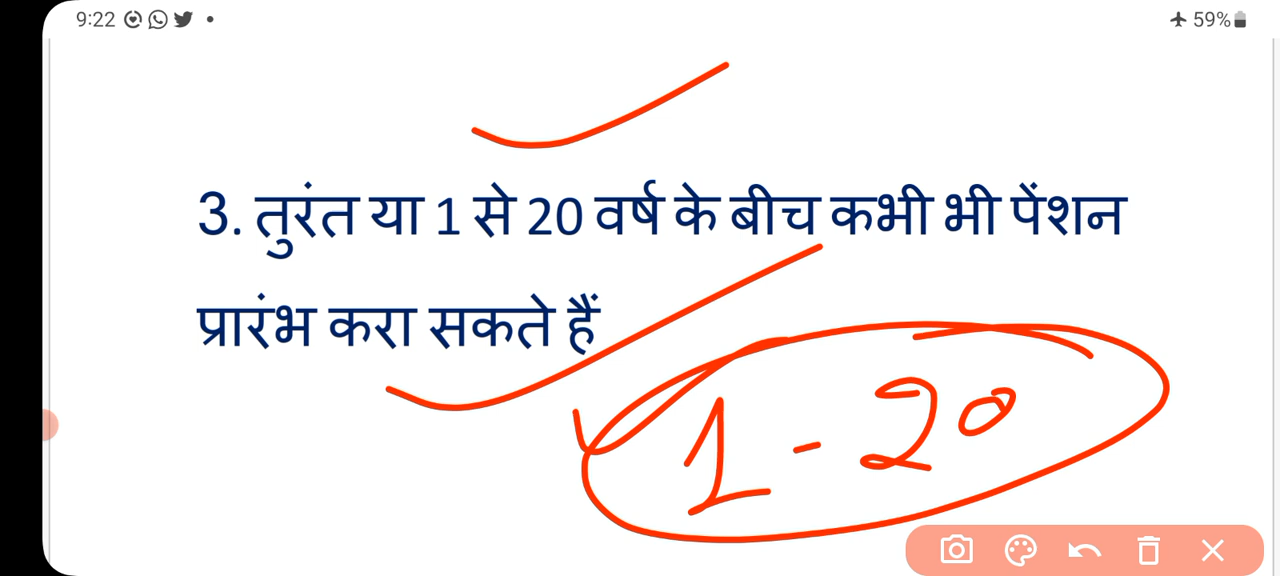 9:22
59%
3. तुरंत या 1 से 20 वर्ष के बीच कभी भी पेंशन
प्रारंभ करा सकते हैं
1 - 20